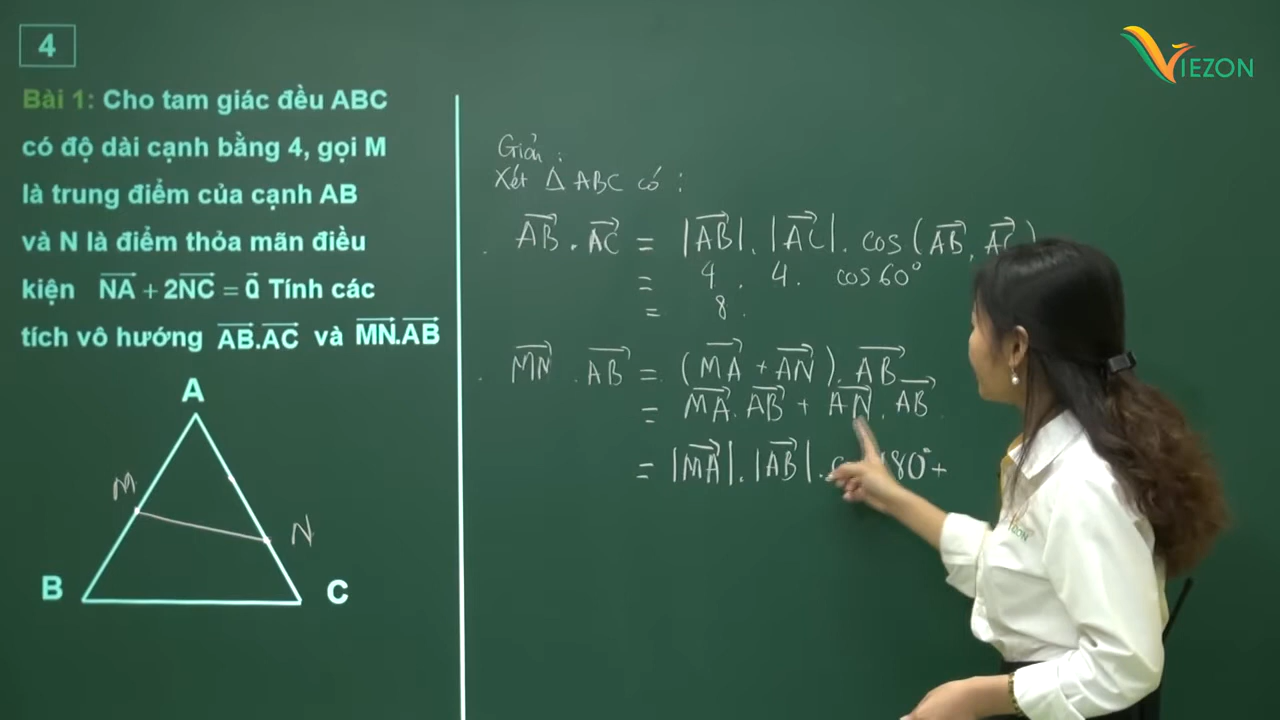 4
VIEZON
Bài 1: Cho tam giác đều ABC
có độ dài cạnh bằng 4, gọi M
là trung điểm của cạnh AB
và N là điểm thỏa mãn điều
kiện NA + 2NC = 0 Tính các
tích vô hướng AB.AC và MN.AB
A
M
N
B
C
Giải:
Xét Δ ABC có :
AB . AC = |AB|. |AC|. cos (AB, AC)
= 4 . 4. cos 60°
= 8.
MN . AB = (MA + AN). AB
= MA. AB + AN. AB
= |MA|. |AB|. 180° +
VIEZON